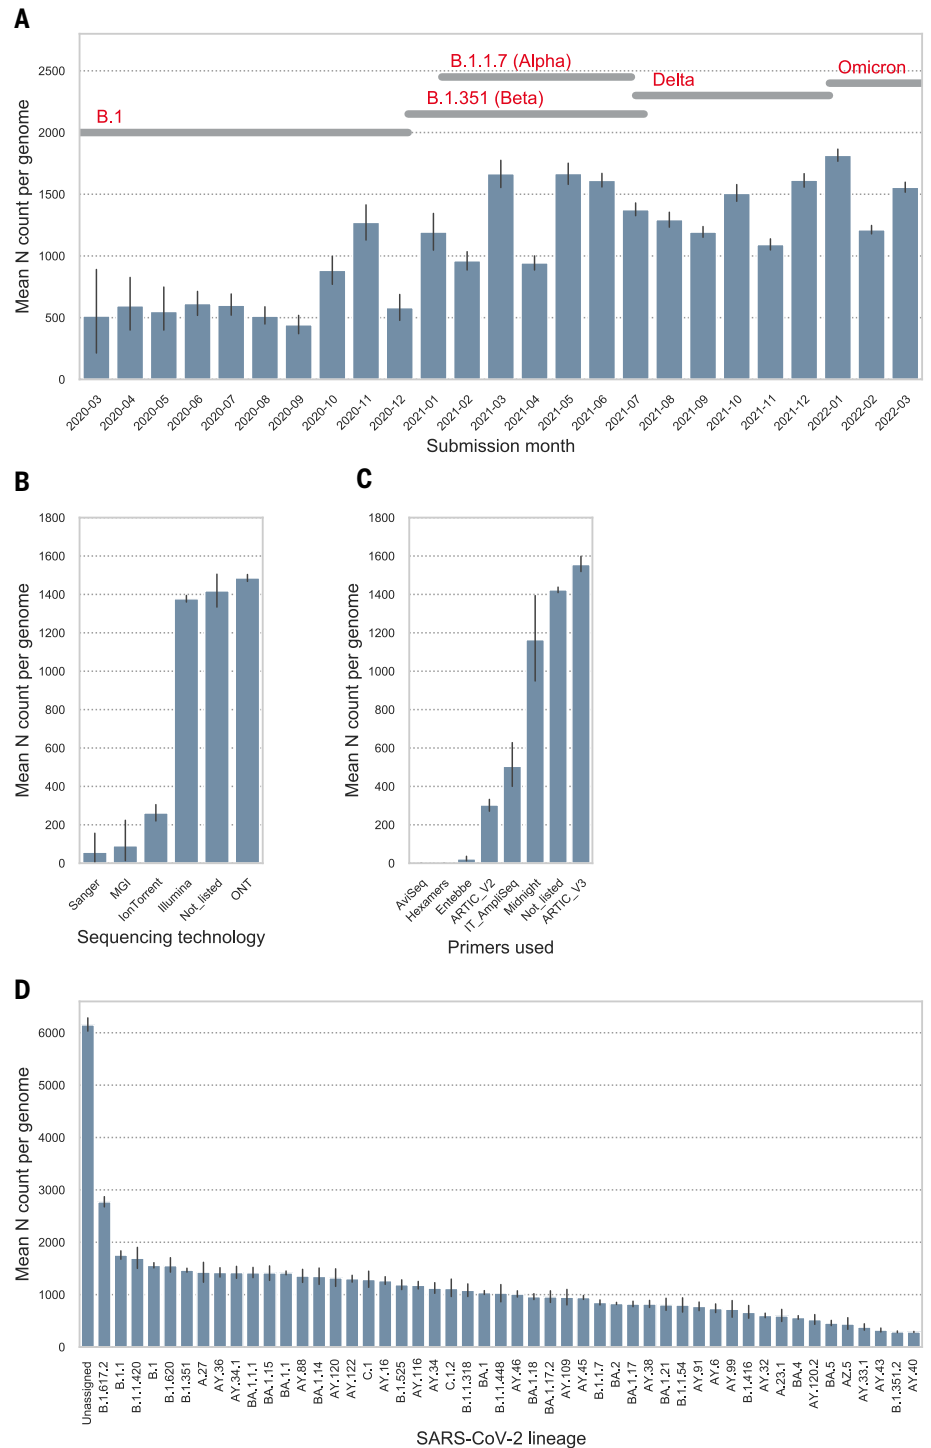 A
B.1.1.7 (Alpha)
Omicron
Delta
B.1.351 (Beta)
B.1
2500
2000
1500
1000
500
0
Mean N count per genome
2020-03
2020-04
2020-05
2020-06
2020-07
2020-08
2020-09
2020-10
2020-11
2020-12
2021-01
2021-02
2021-03
2021-04
2021-05
2021-06
2021-07
2021-08
2021-09
2021-10
2021-11
2021-12
2022-01
2022-02
2022-03
Submission month
B
1800
1600
1400
1200
1000
800
600
400
200
0
Mean N count per genome
Sanger
MGI
IonTorrent
Illumina
Not_listed
ONT
Sequencing technology
C
1800
1600
1400
1200
1000
800
600
400
200
0
Mean N count per genome
AviSeq
Hexamers
Entebbe
ARTIC_V2
IT_AmpliSeq
Midnight
Not_listed
ARTIC_V3
Primers used
D
6000
5000
4000
3000
2000
1000
0
Mean N count per genome
Unassigned
B.1.617.2
B.1.1
B.1.1.420
B.1
B.1.620
B.1.351
A.27
AY.36
AY.34.1
BA.1.1.1
BA.1.15
BA.1.1
AY.88
BA.1.14
AY.120
AY.122
C.1
AY.16
B.1.525
AY.116
AY.34
C.1.2
B.1.1.318
BA.1
B.1.1.448
AY.46
BA.1.18
BA.1.17.2
AY.109
AY.45
B.1.1.7
BA.2
BA.1.17
AY.38
BA.1.21
B.1.1.54
AY.91
AY.6
AY.99
B.1.416
AY.32
A.23.1
BA.4
AY.120.2
BA.5
AZ.5
AY.33.1
AY.43
B.1.351.2
AY.40
SARS-CoV-2 lineage